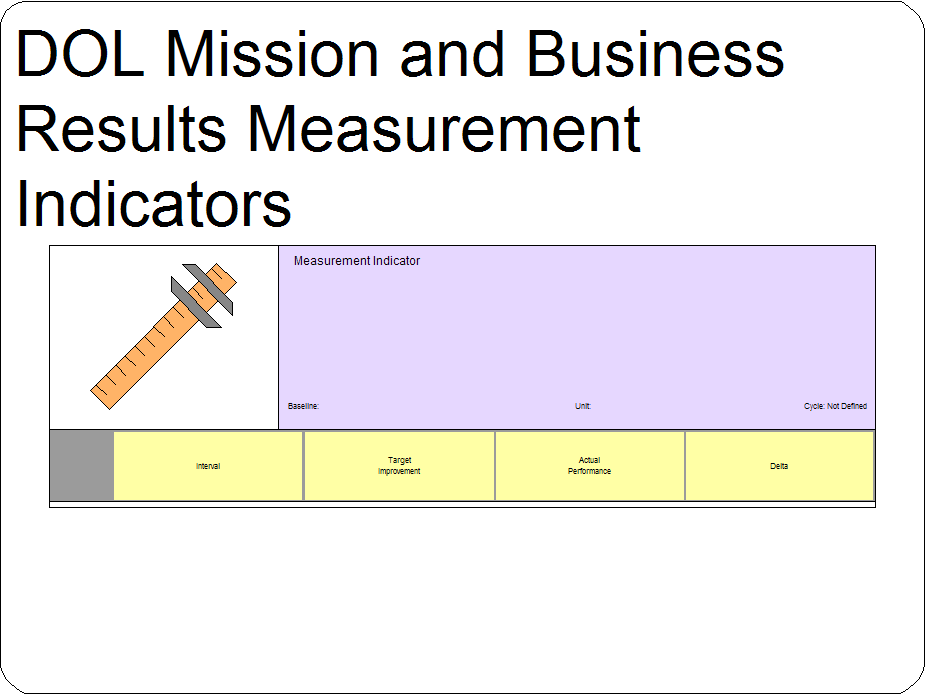 DOL Mission and Business
Results Measurement
Indicators
Measurement Indicator
Baseline:
Unit:
Cycle: Not Defined
Interval
Target
Improvement
Actual
Performance
Delta